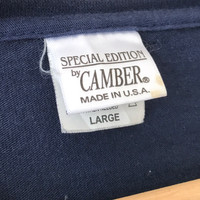 SPECIAL EDITION
by CAMBER®
MADE IN U.S.A.
LARGE